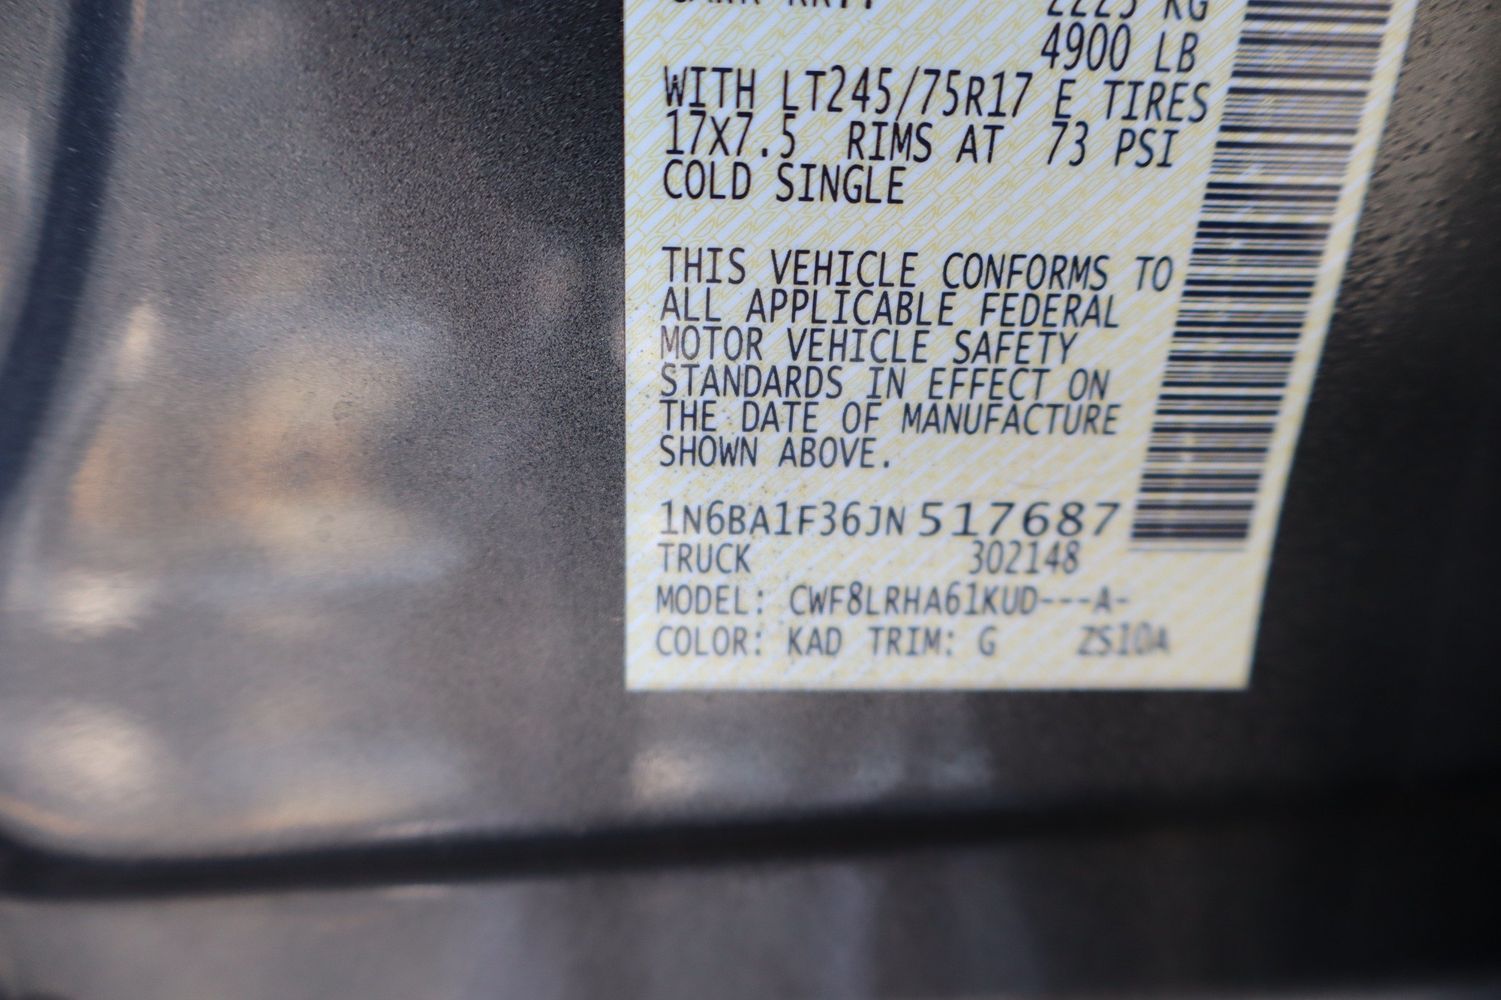 2225 KG
4900 LB
WITH LT245/75R17 E TIRES
17X7.5 RIMS AT 73 PSI
COLD SINGLE
THIS VEHICLE CONFORMS TO
ALL APPLICABLE FEDERAL
MOTOR VEHICLE SAFETY
STANDARDS IN EFFECT ON
THE DATE OF MANUFACTURE
SHOWN ABOVE.
1N6BA1F36JN517687
TRUCK 302148
MODEL: CWF8LRHA61KUD---A-
COLOR: KAD TRIM: G ZS10A